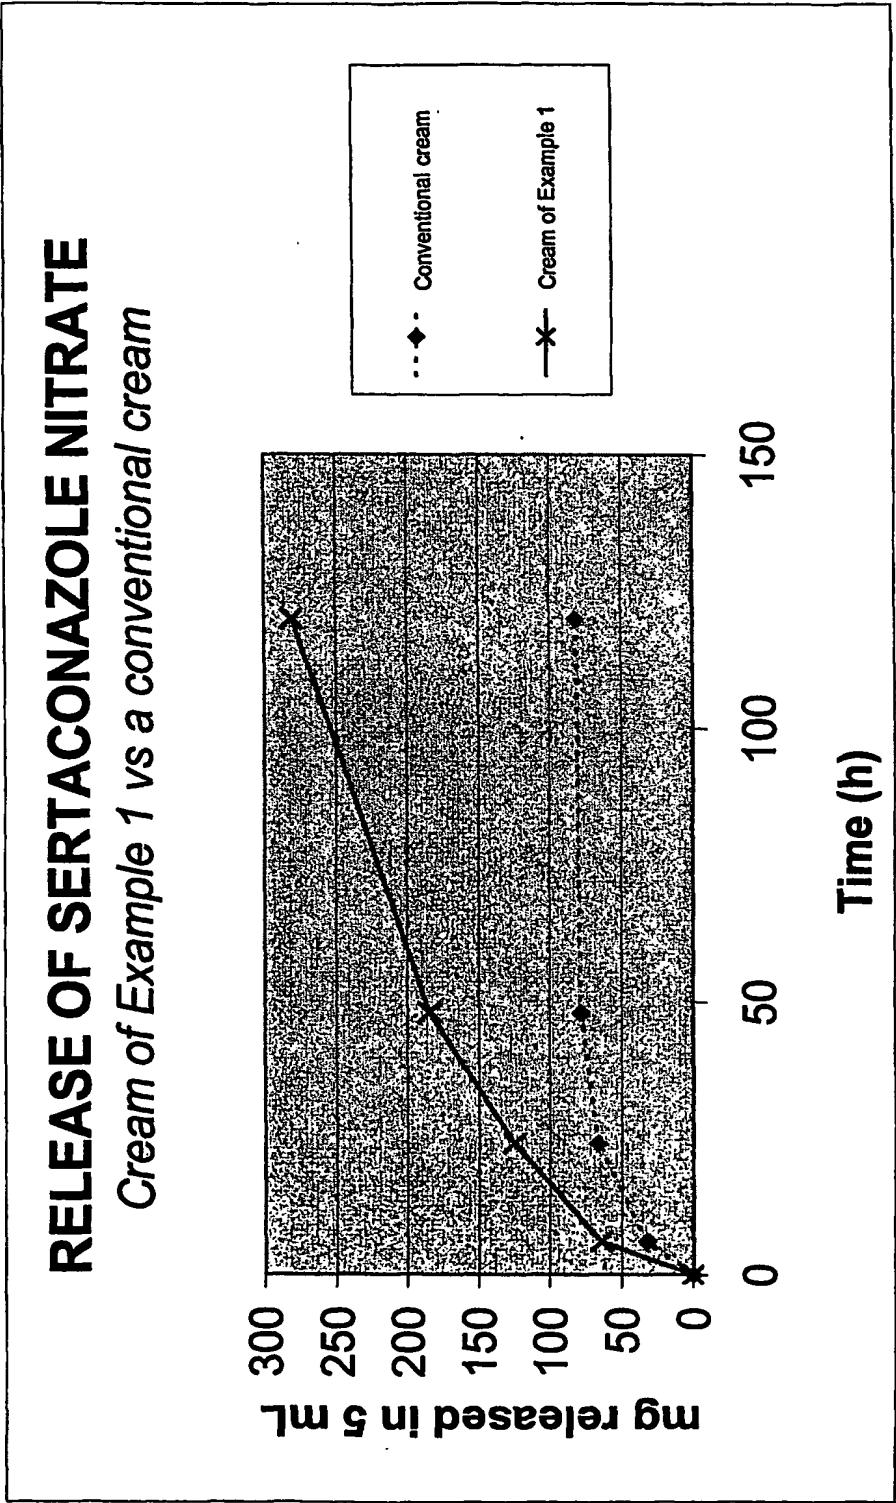 RELEASE OF SERTACONAZOLE NITRATE
Cream of Example 1 vs a conventional cream
mg released in 5 mL
300
250
200
150
100
50
0
0
50
100
150
Time (h)
Conventional cream
Cream of Example 1